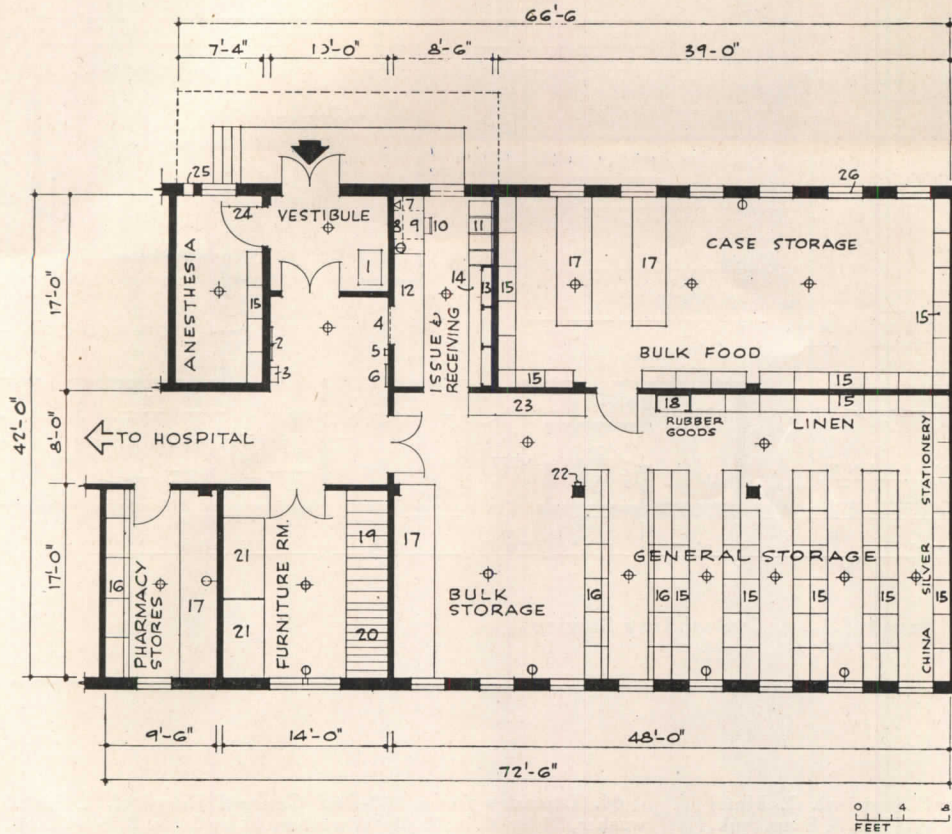 66'-6
7'-4" 10'-0" 8'-6" 39'-0"
25 26
24 VESTIBULE 7
8 9 10 11 CASE STORAGE
1 17 17
ANESTHESIA 15 12 14 13 15 15
4
2 ISSUE &
RECEIVING
5 BULK FOOD
3 6 15 15
23 18 15
RUBBER
GOODS
LINEN
TO HOSPITAL
22
STATIONERY
SILVER
CHINA
17 GENERAL STORAGE
19
21
16 PHARMACY
STORES
17 FURNITURE RM. BULK
STORAGE
16 16 15 15 15 15 15
21 20
17'-0"
8'-0"
17'-0"
42'-0"
9'-6" 14'-0" 48'-0"
72'-6"
0 4 8
FEET